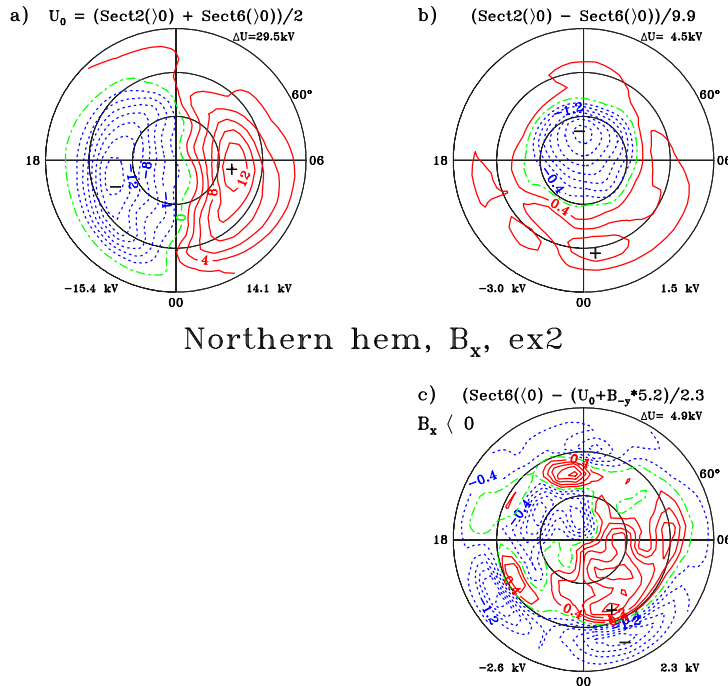 a) U₀ = (Sect2(⟩0) + Sect6(⟩0))/2
ΔU=29.5kV
60°
18
06
-12
-8
-4
0
8
12
4
−
+
-15.4 kV
14.1 kV
00
b) (Sect2(⟩0) − Sect6(⟩0))/9.9
ΔU= 4.5kV
60°
18
06
-1.2
-0.4
0.4
−
+
-3.0 kV
1.5 kV
00
Northern hem, Bₓ, ex2
c) (Sect6(⟨0) − (U₀+B₋y*5.2)/2.3
Bₓ ⟨ 0
ΔU= 4.9kV
60°
18
06
-0.4
-0.4
0.4
0.4
-1.2
-1.2
+
−
-2.6 kV
2.3 kV
00